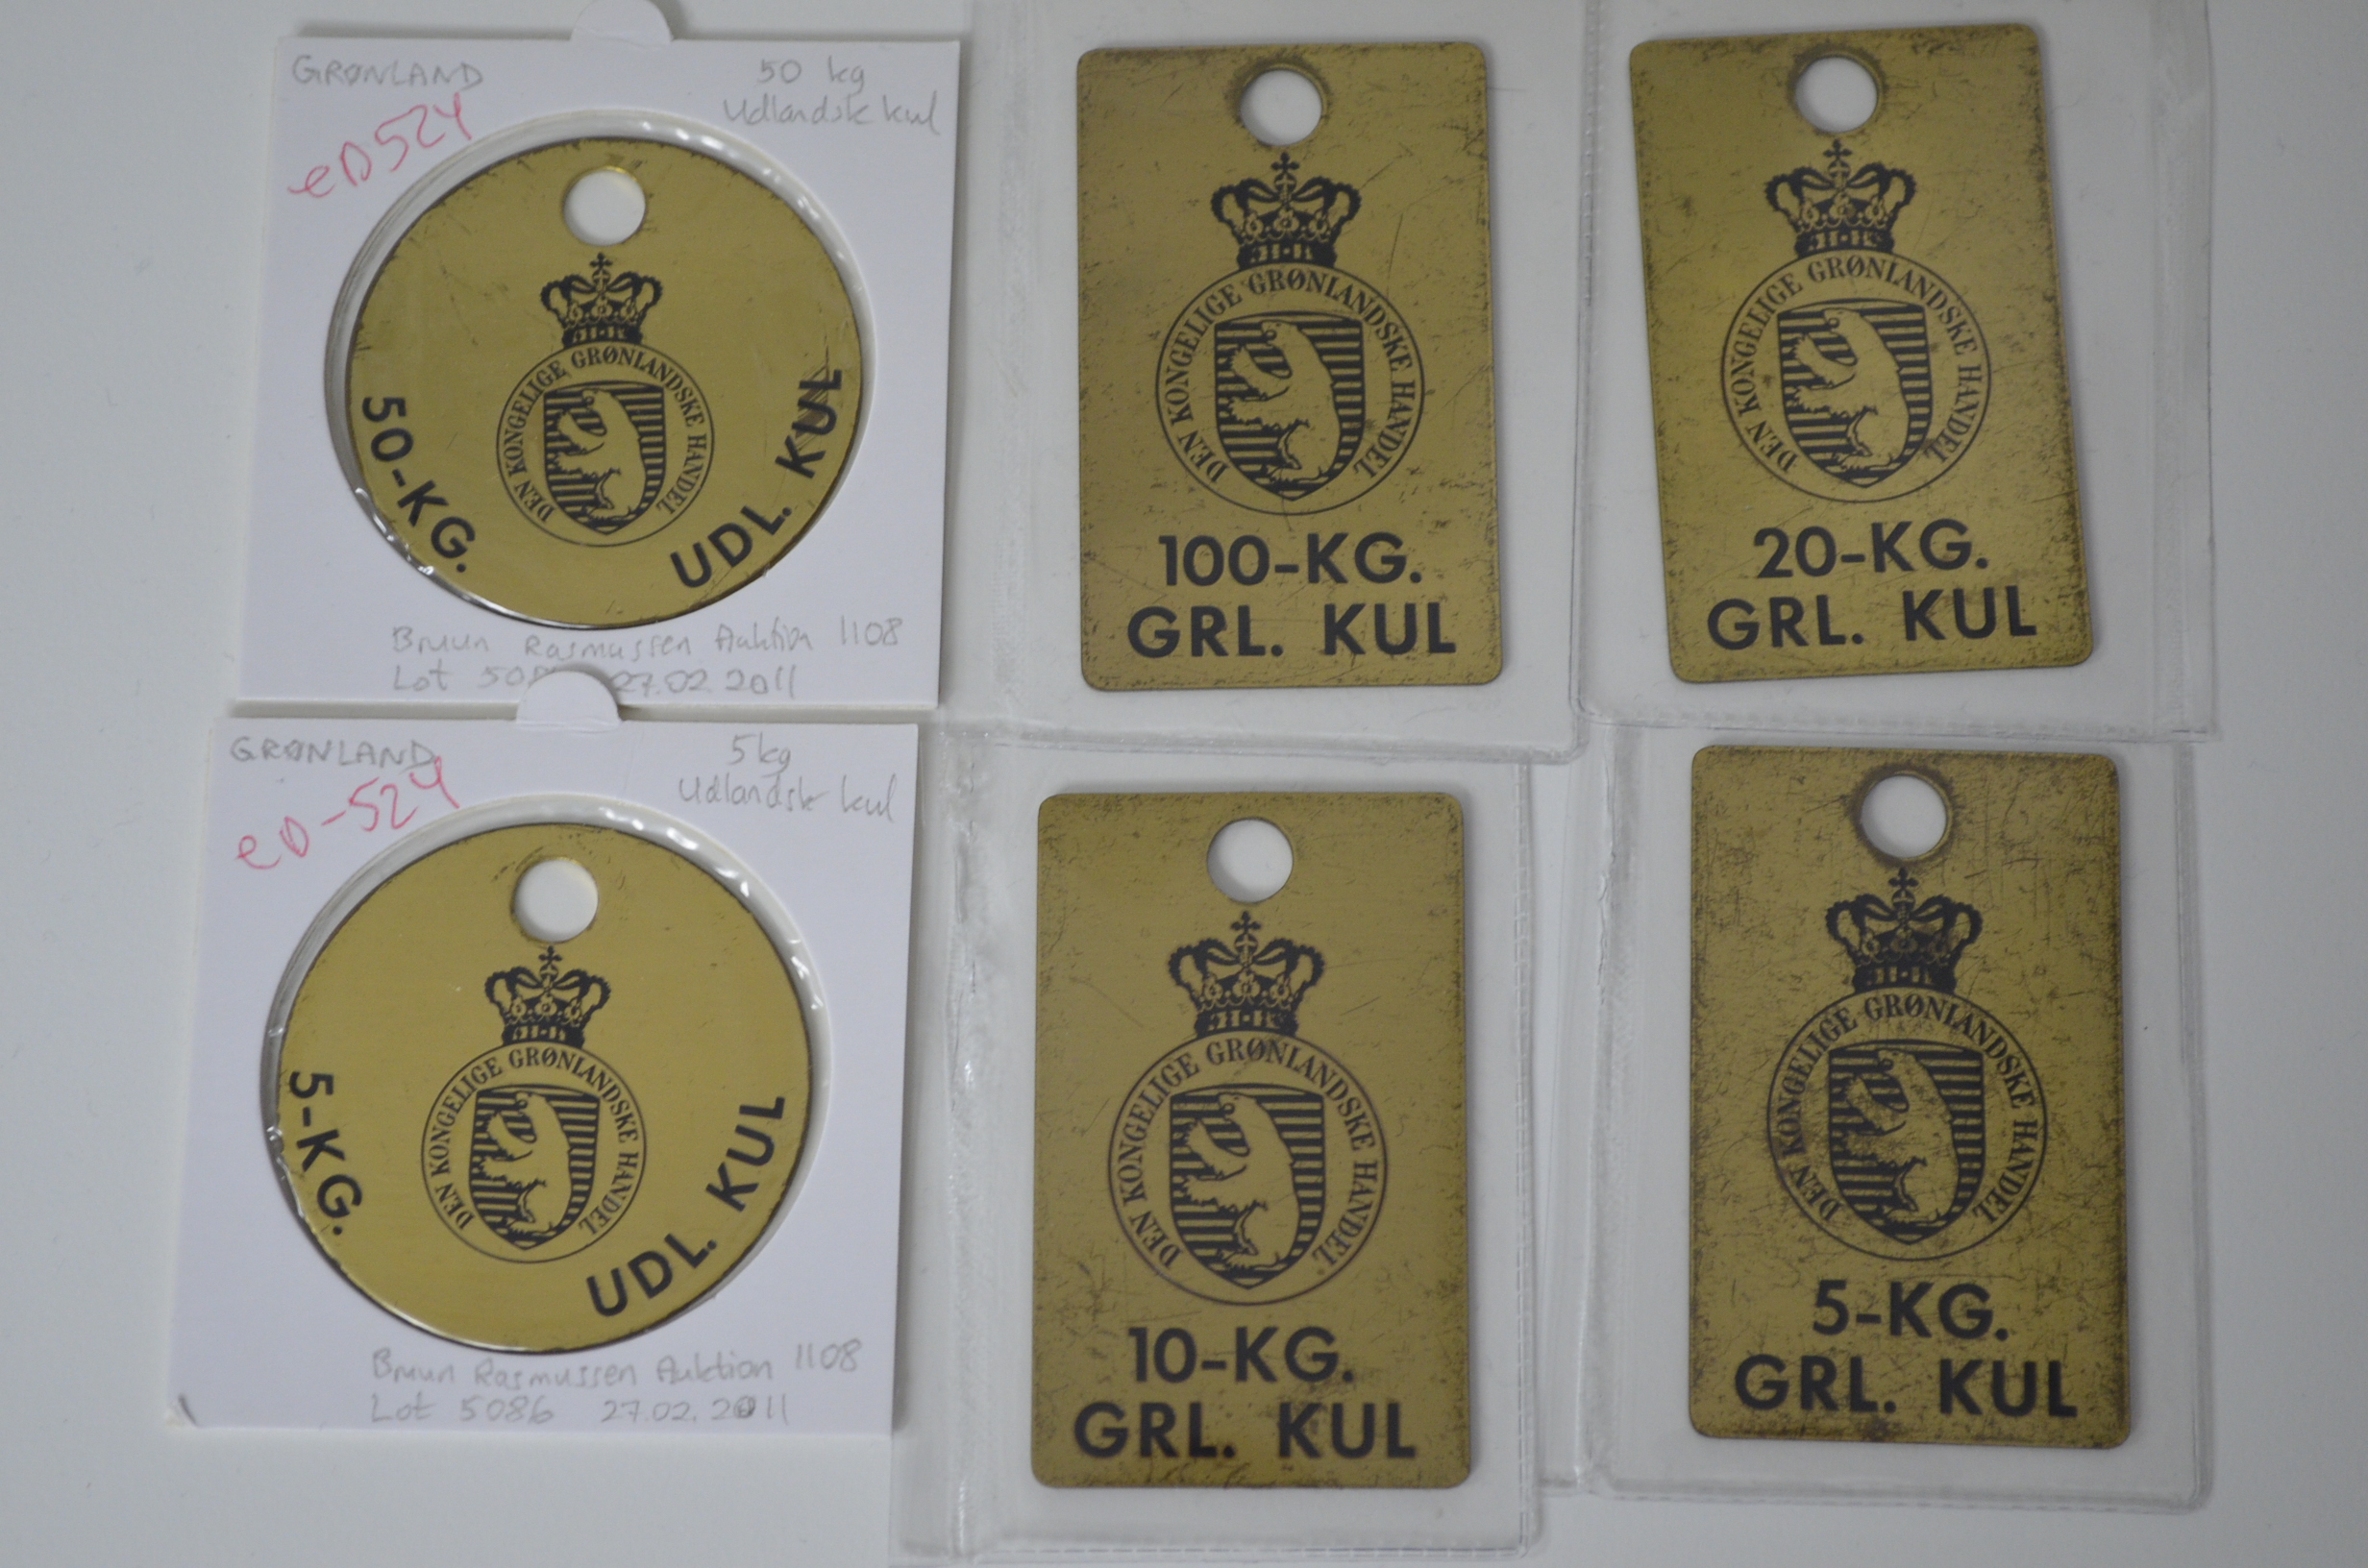 GRØNLAND
50 kg
Udlandsk kul
eD524
DEN KONGELIGE GRØNLANDSKE HANDEL
50-KG.
UDL. KUL
Bruun Rasmussen Auktion 1108
Lot 27.02.2011
DEN KONGELIGE GRØNLANDSKE HANDEL
100-KG.
GRL. KUL
DEN KONGELIGE GRØNLANDSKE HANDEL
20-KG.
GRL. KUL
GRØNLAND
5kg
Udlandsk kul
eD-524
DEN KONGELIGE GRØNLANDSKE HANDEL
5-KG.
UDL. KUL
Bruun Rasmussen Auktion 1108
Lot 5086 27.02.2011
DEN KONGELIGE GRØNLANDSKE HANDEL
10-KG.
GRL. KUL
DEN KONGELIGE GRØNLANDSKE HANDEL
5-KG.
GRL. KUL